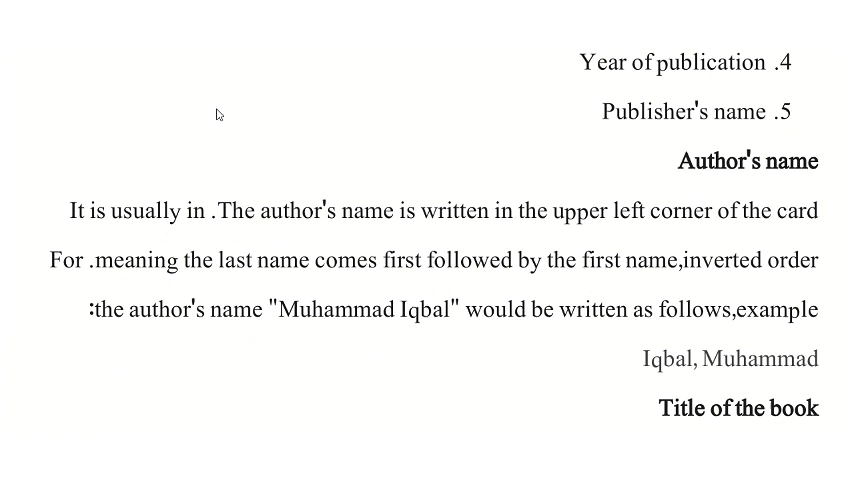 Year of publication .4
Publisher's name .5
Author's name
It is usually in .The author's name is written in the upper left corner of the card
For .meaning the last name comes first followed by the first name,inverted order
:the author's name "Muhammad Iqbal" would be written as follows,example
Iqbal, Muhammad
Title of the book